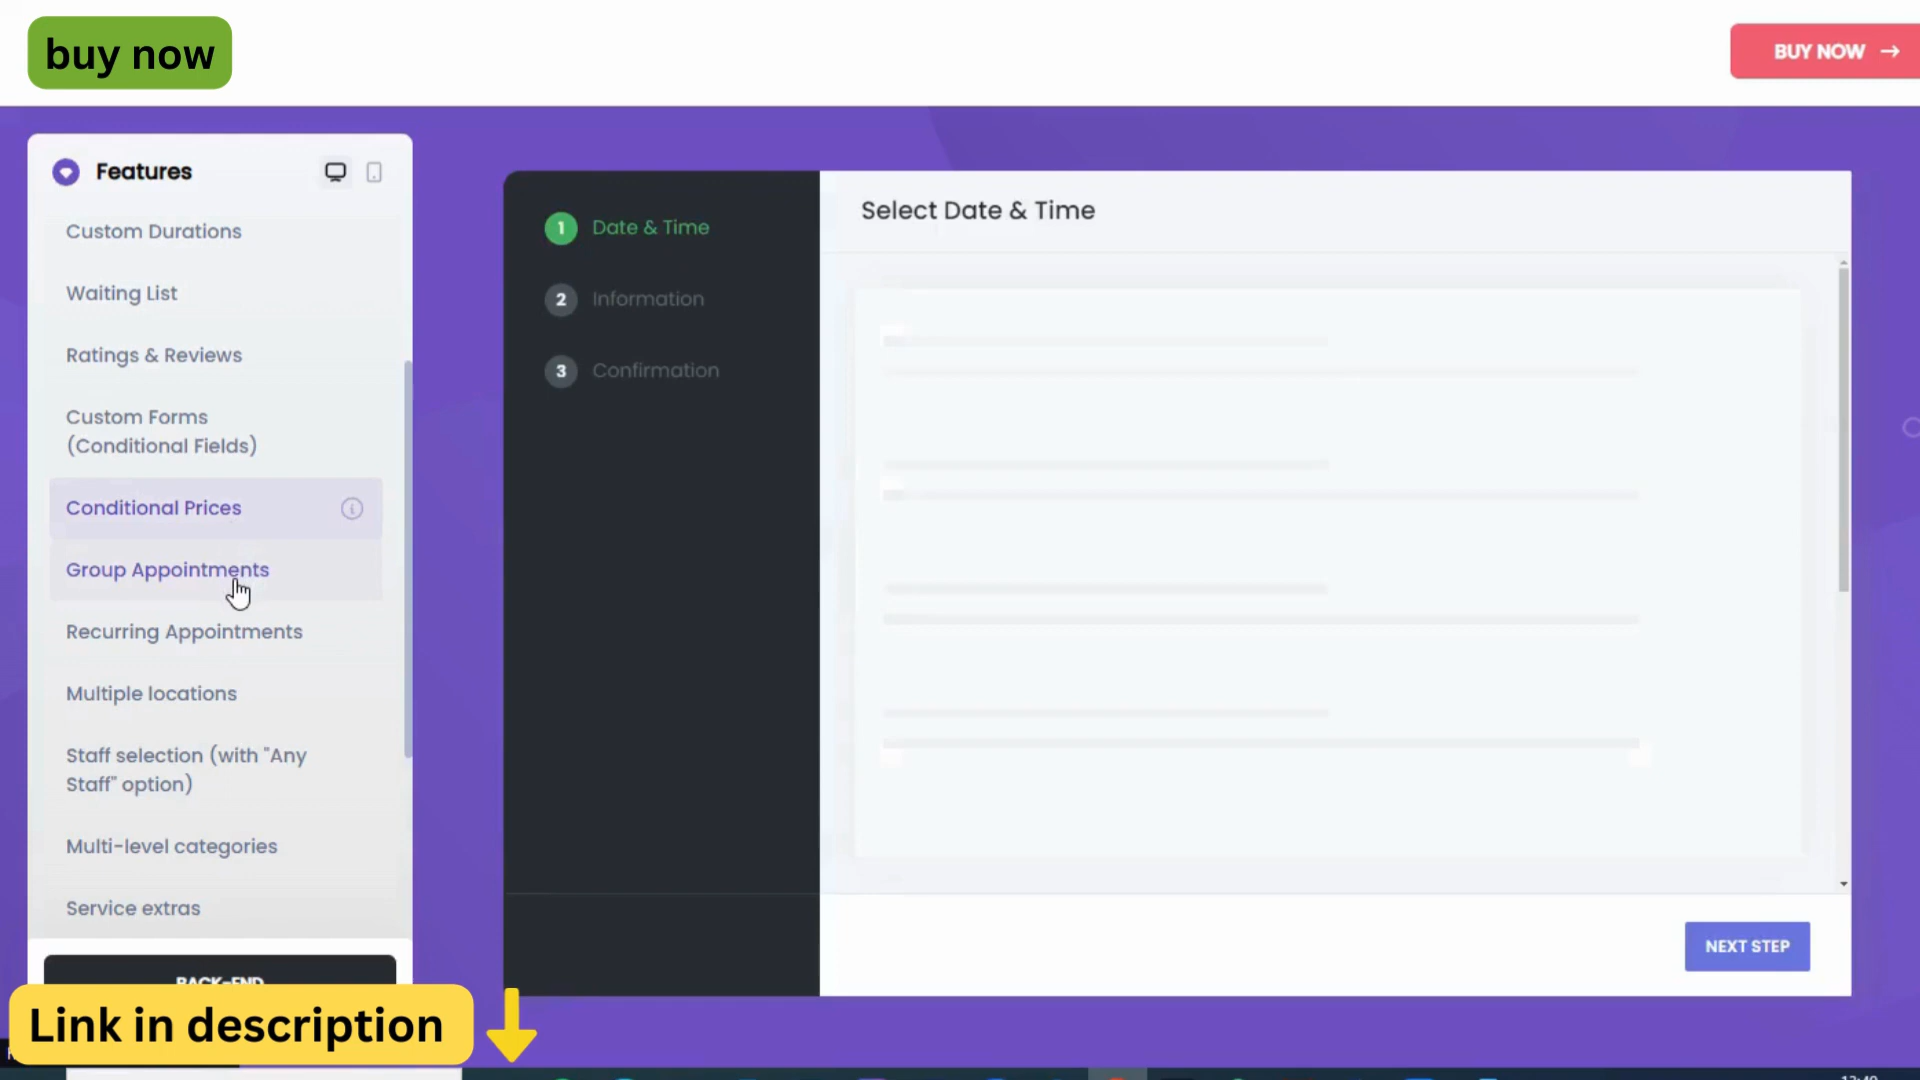 buy now
BUY NOW
Features
Custom Durations
Waiting List
Ratings & Reviews
Custom Forms
(Conditional Fields)
Conditional Prices
Group Appointments
Recurring Appointments
Multiple locations
Staff selection (with "Any
Staff" option)
Multi-level categories
Service extras
BACK-END
1 Date & Time
2 Information
3 Confirmation
Select Date & Time
NEXT STEP
Link in description